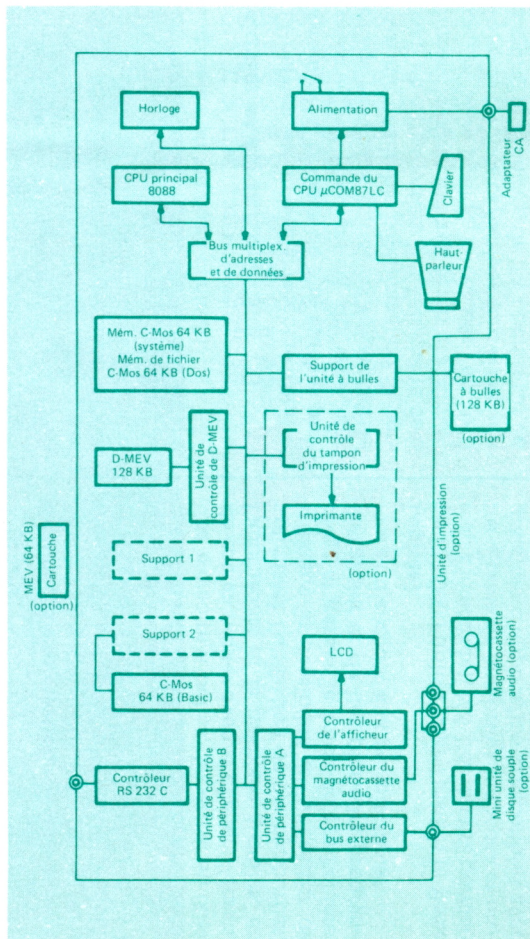 Horloge
Alimentation
Adaptateur
CA
CPU principal
8088
Commande du
CPU µCOM87LC
Clavier
Bus multiplex.
d'adresses
et de données
Haut-
parleur
Mém. C-Mos 64 KB
(système)
Mém. de fichier
C-Mos 64 KB (Dos)
Support de
l'unité à bulles
Cartouche
à bulles
(128 KB)
(option)
D-MEV
128 KB
Unité de
contrôle de D-MEV
Unité de
contrôle
du tampon
d'impression
Imprimante
(option)
Unité d'impression
(option)
MEV (64 KB)
Cartouche
(option)
Support 1
Support 2
C-Mos
64 KB (Basic)
LCD
Magnétocassette
audio (option)
Contrôleur
RS 232 C
Unité de contrôle
de périphérique B
Unité de contrôle
de périphérique A
Contrôleur
de l'afficheur
Contrôleur du
magnétocassette
audio
Contrôleur du
bus externe
Mini unité de
disque souple
(option)